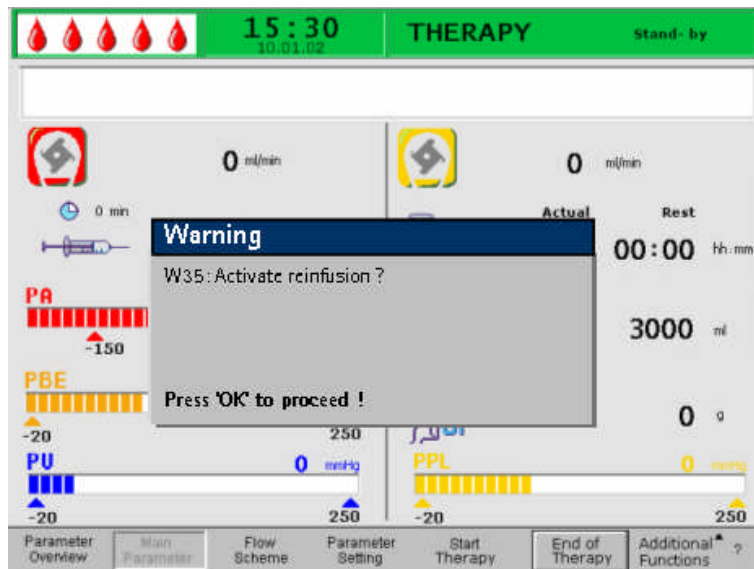 15:30
10.01.02
THERAPY
Stand- by
0 ml/min
0 ml/min
0 min
Actual Rest
Warning
W35: Activate reinfusion ?
Press 'OK' to proceed !
00:00 hh:mm
3000 ml
0 g
PA
-150
PBE
-20 250
PV 0 mmHg
-20 250
PPL 0 mmHg
-20 250
Parameter Overview
Main Parameter
Flow Scheme
Parameter Setting
Start Therapy
End of Therapy
Additional Functions ?